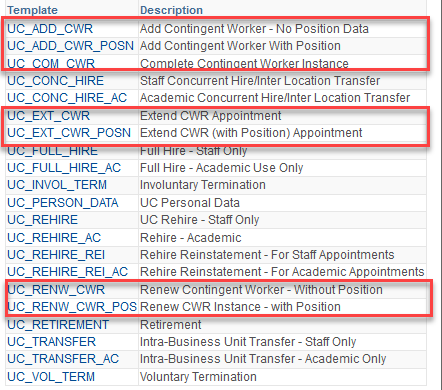 Template Description
UC_ADD_CWR Add Contingent Worker - No Position Data
UC_ADD_CWR_POSN Add Contingent Worker With Position
UC_COM_CWR Complete Contingent Worker Instance
UC_CONC_HIRE Staff Concurrent Hire/Inter Location Transfer
UC_CONC_HIRE_AC Academic Concurrent Hire/Inter Location Transfer
UC_EXT_CWR Extend CWR Appointment
UC_EXT_CWR_POSN Extend CWR (with Position) Appointment
UC_FULL_HIRE Full Hire - Staff Only
UC_FULL_HIRE_AC Full Hire - Academic Use Only
UC_INVOL_TERM Involuntary Termination
UC_PERSON_DATA UC Personal Data
UC_REHIRE UC Rehire - Staff Only
UC_REHIRE_AC Rehire - Academic
UC_REHIRE_REI Rehire Reinstatement - For Staff Appointments
UC_REHIRE_REI_AC Rehire Reinstatement - For Academic Appointments
UC_RENW_CWR Renew Contingent Worker - Without Position
UC_RENW_CWR_POS Renew CWR Instance - with Position
UC_RETIREMENT Retirement
UC_TRANSFER Intra-Business Unit Transfer - Staff Only
UC_TRANSFER_AC Intra-Business Unit Transfer - Academic Only
UC_VOL_TERM Voluntary Termination